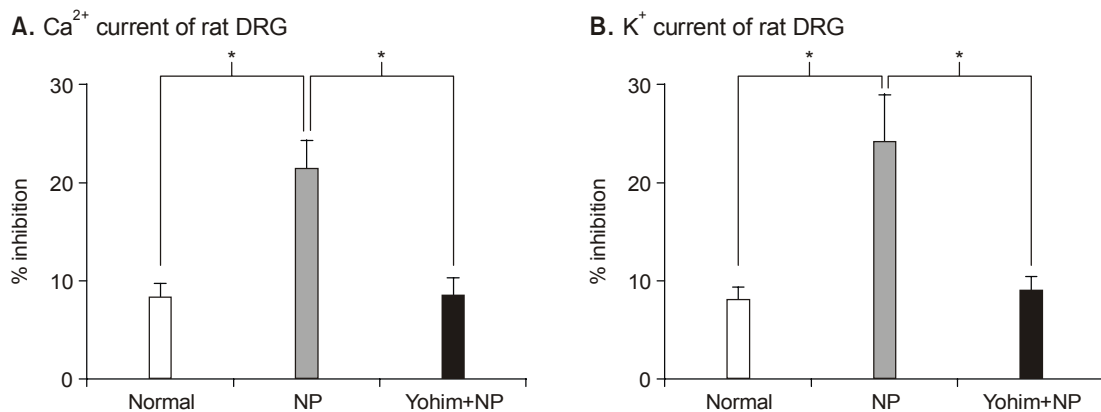 A. Ca²⁺ current of rat DRG
*
*
30
20
10
0
% inhibition
Normal
NP
Yohim+NP
B. K⁺ current of rat DRG
*
*
30
20
10
0
% inhibition
Normal
NP
Yohim+NP